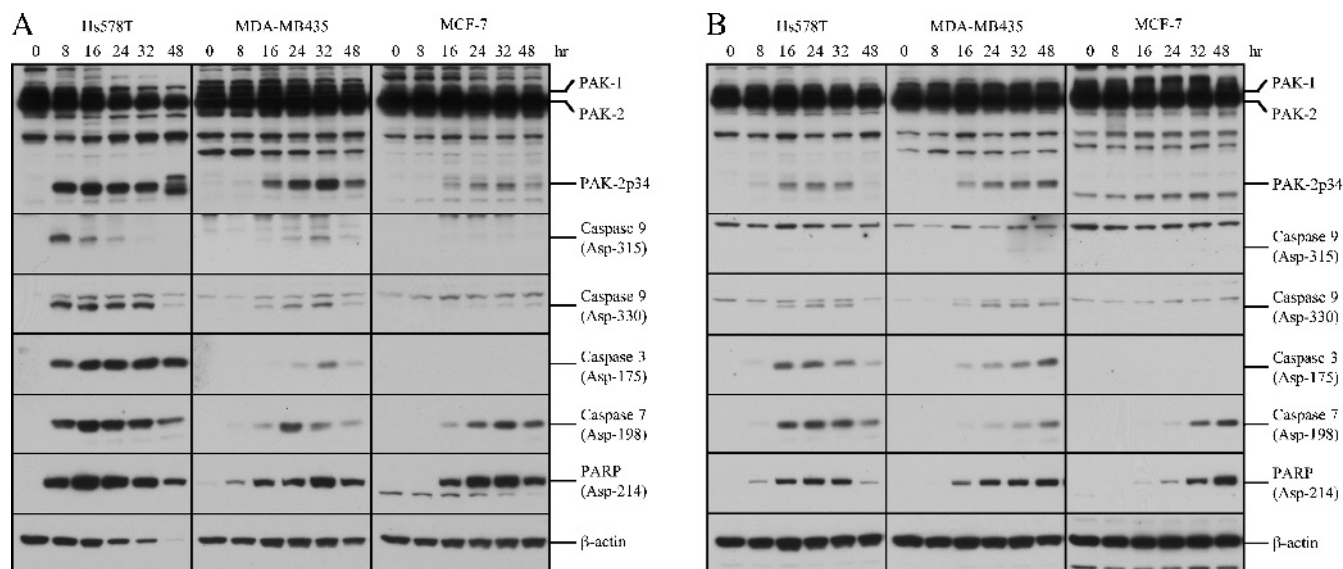 A
Hs578T MDA-MB435 MCF-7
0 8 16 24 32 48 0 8 16 24 32 48 0 8 16 24 32 48 hr
PAK-1
PAK-2
PAK-2p34
Caspase 9
(Asp-315)
Caspase 9
(Asp-330)
Caspase 3
(Asp-175)
Caspase 7
(Asp-198)
PARP
(Asp-214)
β-actin
B
Hs578T MDA-MB435 MCF-7
0 8 16 24 32 48 0 8 16 24 32 48 0 8 16 24 32 48 hr
PAK-1
PAK-2
PAK-2p34
Caspase 9
(Asp-315)
Caspase 9
(Asp-330)
Caspase 3
(Asp-175)
Caspase 7
(Asp-198)
PARP
(Asp-214)
β-actin